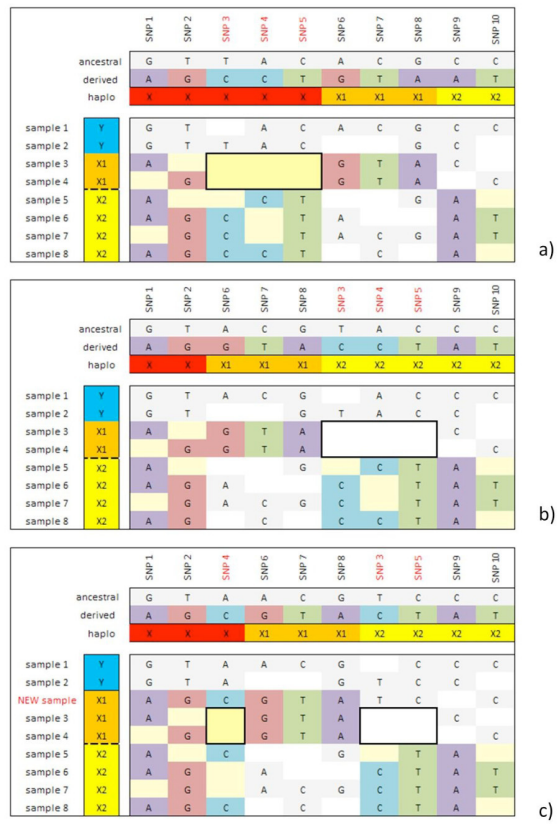 SNP 1 SNP 2 SNP 3 SNP 4 SNP 5 SNP 6 SNP 7 SNP 8 SNP 9 SNP 10
ancestral G T T A C A C G C C
derived A G C C T G T A A T
haplo X X X X X X1 X1 X1 X2 X2
sample 1 Y G T A C A C G C C
sample 2 Y G T T A C G C
sample 3 X1 A G T A C
sample 4 X1 G G T A C
sample 5 X2 A C T G A
sample 6 X2 A G C T A A T
sample 7 X2 G C T A C G A T
sample 8 X2 A G C C T C A
a)
SNP 1 SNP 2 SNP 6 SNP 7 SNP 8 SNP 3 SNP 4 SNP 5 SNP 9 SNP 10
ancestral G T A C G T A C C C
derived A G G T A C C T A T
haplo X X X1 X1 X1 X2 X2 X2 X2 X2
sample 1 Y G T A C G A C C C
sample 2 Y G T G T A C C
sample 3 X1 A G T A C
sample 4 X1 G G T A C
sample 5 X2 A G C T A
sample 6 X2 A G A C T A T
sample 7 X2 G A C G C T A T
sample 8 X2 A G C C C T A
b)
SNP 1 SNP 2 SNP 4 SNP 6 SNP 7 SNP 8 SNP 3 SNP 5 SNP 9 SNP 10
ancestral G T A A C G T C C C
derived A G C G T A C T A T
haplo X X X X1 X1 X1 X2 X2 X2 X2
sample 1 Y G T A A C G C C C
sample 2 Y G T A G T C C
NEW sample X1 A G C G T A T C C
sample 3 X1 A G T A C
sample 4 X1 G G T A C
sample 5 X2 A C G T A
sample 6 X2 A G A C T A T
sample 7 X2 G A C G C T A T
sample 8 X2 A G C C C T A
c)